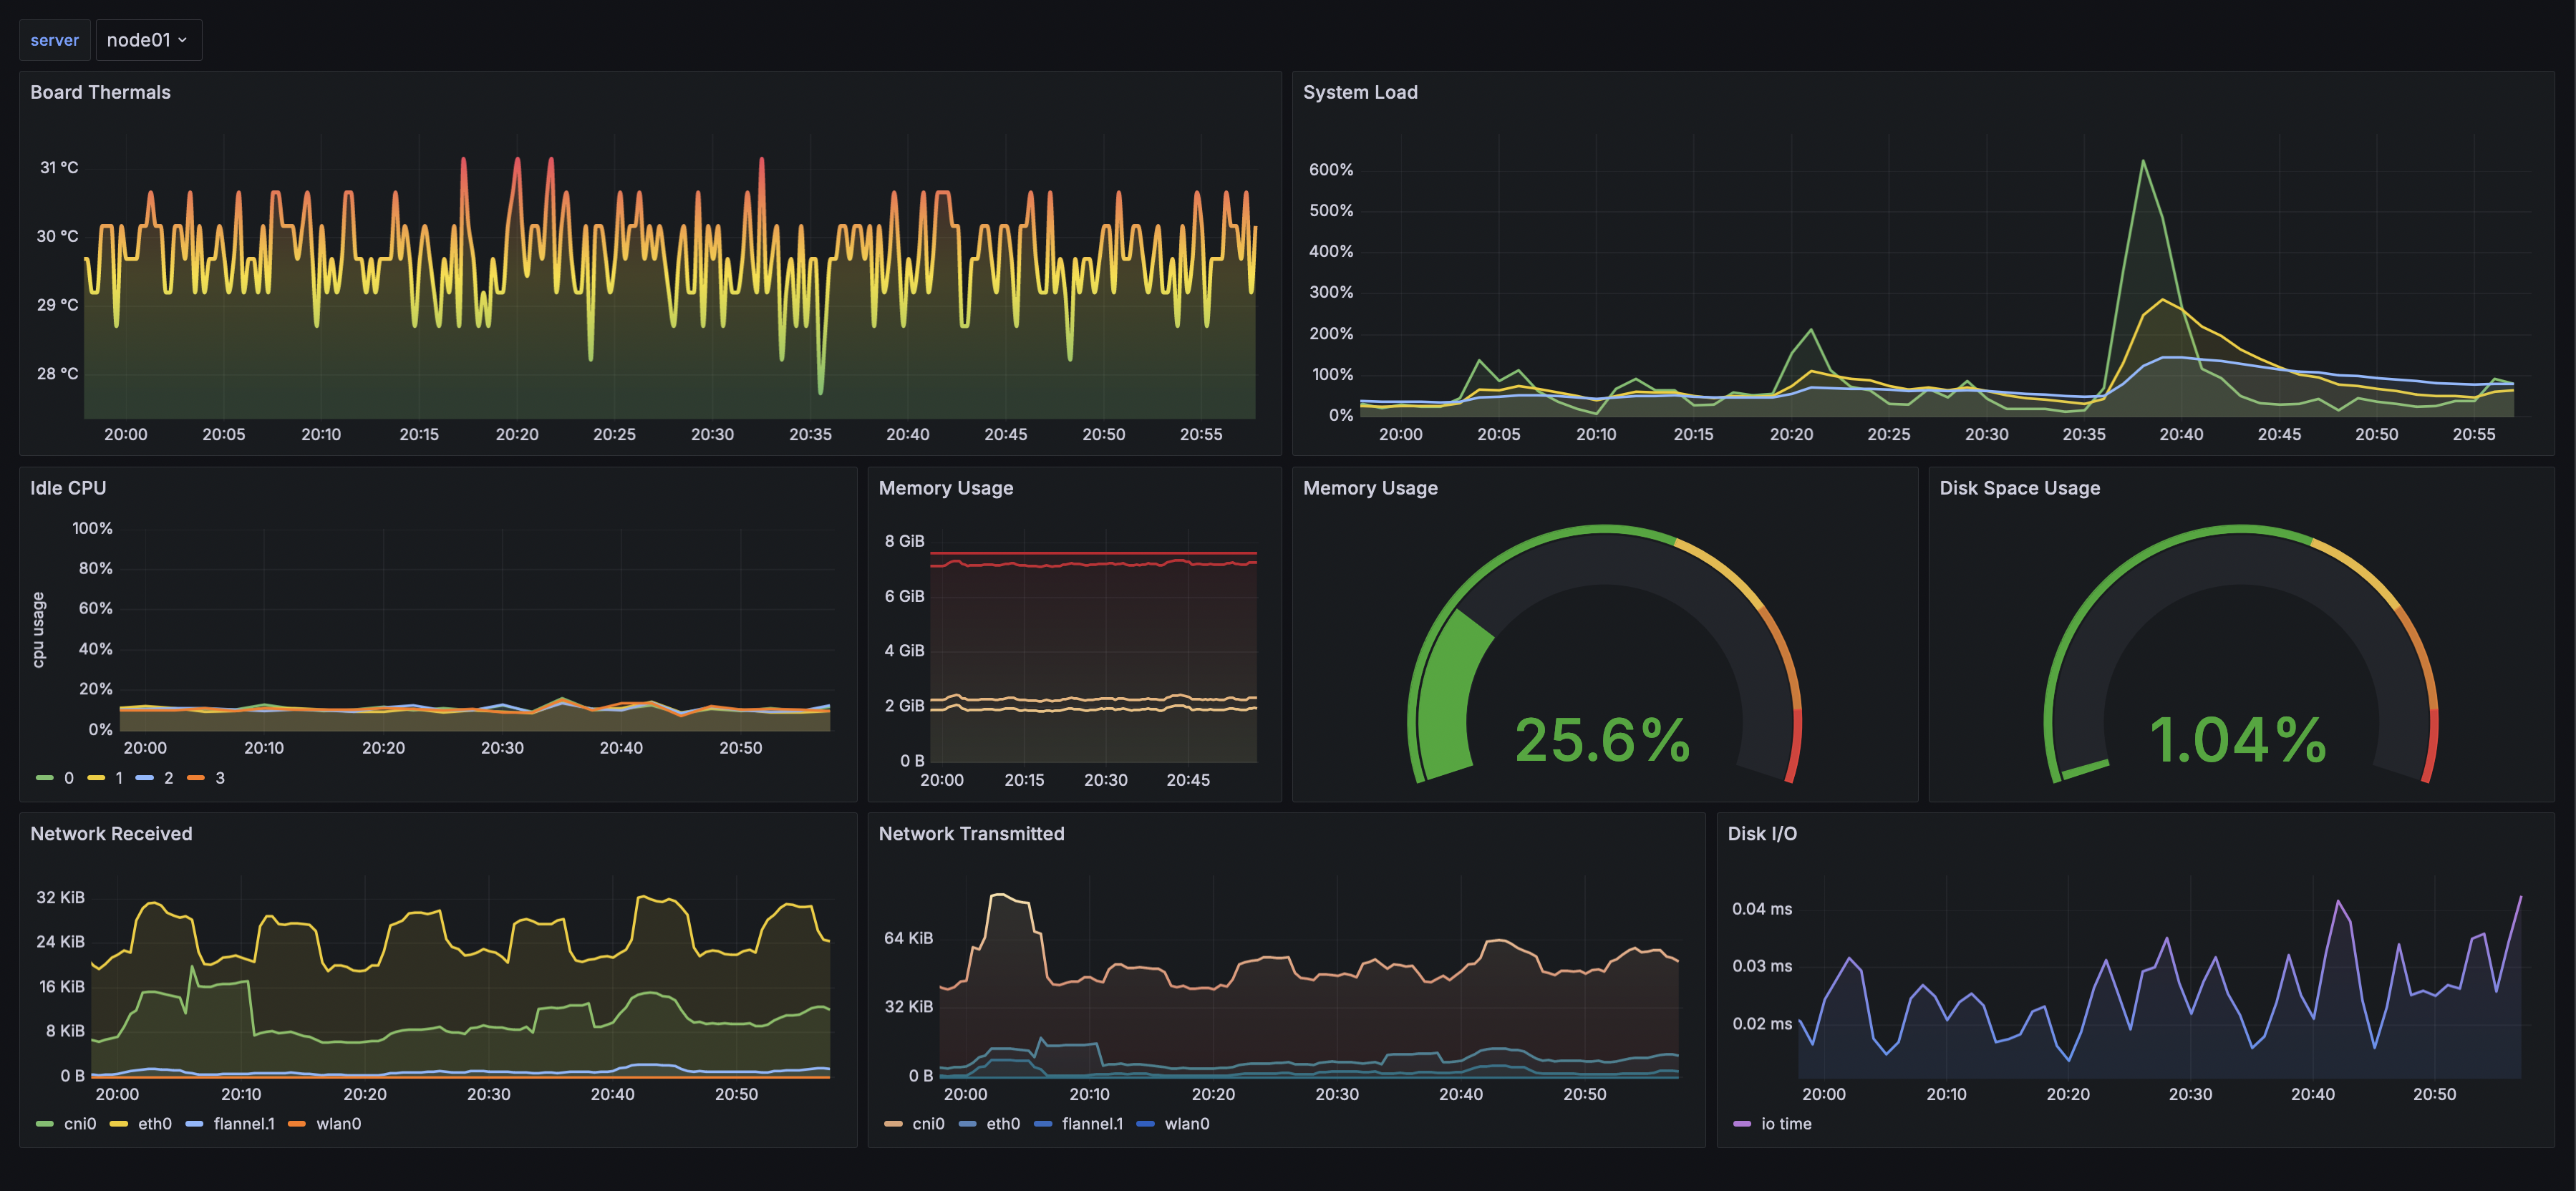 server node01
Board Thermals
31 °C
30 °C
29 °C
28 °C
20:00 20:05 20:10 20:15 20:20 20:25 20:30 20:35 20:40 20:45 20:50 20:55
System Load
600%
500%
400%
300%
200%
100%
0%
20:00 20:05 20:10 20:15 20:20 20:25 20:30 20:35 20:40 20:45 20:50 20:55
Idle CPU
cpu usage
100%
80%
60%
40%
20%
0%
20:00 20:10 20:20 20:30 20:40 20:50
0 1 2 3
Memory Usage
8 GiB
6 GiB
4 GiB
2 GiB
0 B
20:00 20:15 20:30 20:45
Memory Usage
25.6%
Disk Space Usage
1.04%
Network Received
32 KiB
24 KiB
16 KiB
8 KiB
0 B
20:00 20:10 20:20 20:30 20:40 20:50
cni0 eth0 flannel.1 wlan0
Network Transmitted
64 KiB
32 KiB
0 B
20:00 20:10 20:20 20:30 20:40 20:50
cni0 eth0 flannel.1 wlan0
Disk I/O
0.04 ms
0.03 ms
0.02 ms
20:00 20:10 20:20 20:30 20:40 20:50
io time